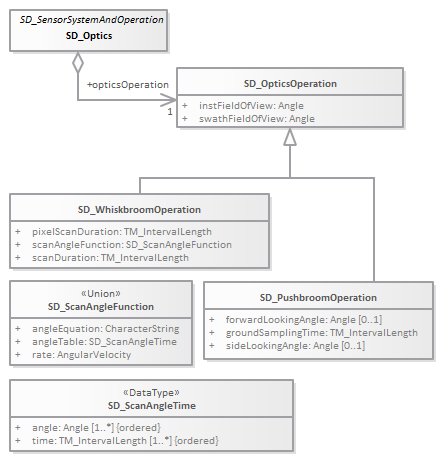 SD_SensorSystemAndOperation
SD_Optics
+opticsOperation
1
SD_OpticsOperation
+ instFieldOfView: Angle
+ swathFieldOfView: Angle
SD_WhiskbroomOperation
+ pixelScanDuration: TM_IntervalLength
+ scanAngleFunction: SD_ScanAngleFunction
+ scanDuration: TM_IntervalLength
«Union»
SD_ScanAngleFunction
+ angleEquation: CharacterString
+ angleTable: SD_ScanAngleTime
+ rate: AngularVelocity
SD_PushbroomOperation
+ forwardLookingAngle: Angle [0..1]
+ groundSamplingTime: TM_IntervalLength
+ sideLookingAngle: Angle [0..1]
«DataType»
SD_ScanAngleTime
+ angle: Angle [1..*] {ordered}
+ time: TM_IntervalLength [1..*] {ordered}